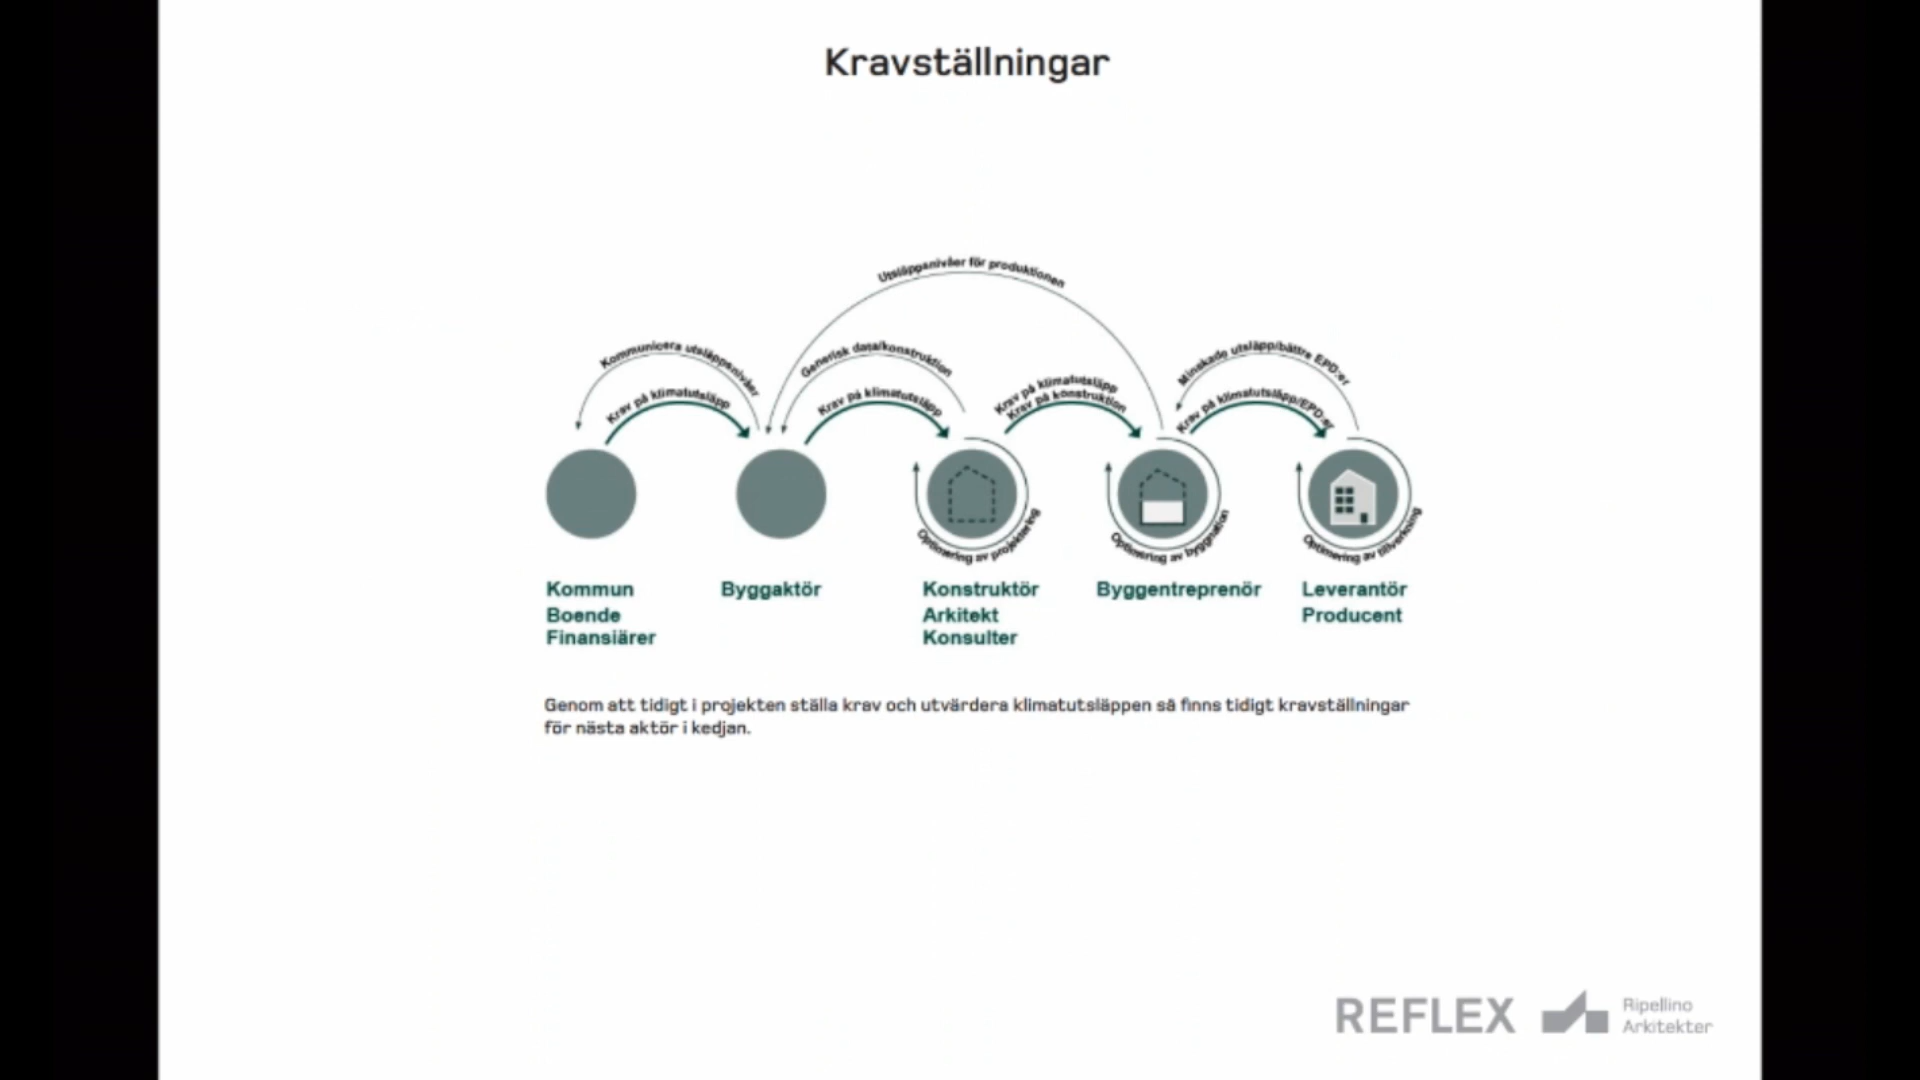 Kravställningar
Utsläppsnivåer för produktionen
Kommunicera utsläppsnivåer
Generisk data/konstruktion
Minskade utsläpp/bättre EPD:er
Krav på klimatutsläpp
Krav på klimatutsläpp
Krav på klimatutsläpp
Krav på konstruktion
Krav på klimatutsläpp/EPD:er
Optimering av projektering
Optimering av byggnation
Optimering av tillverkning
Kommun
Boende
Finansiärer
Byggaktör
Konstruktör
Arkitekt
Konsulter
Byggentreprenör
Leverantör
Producent
Genom att tidigt i projekten ställa krav och utvärdera klimatutsläppen så finns tidigt kravställningar
för nästa aktör i kedjan.
REFLEX
Ripellino
Arkitekter